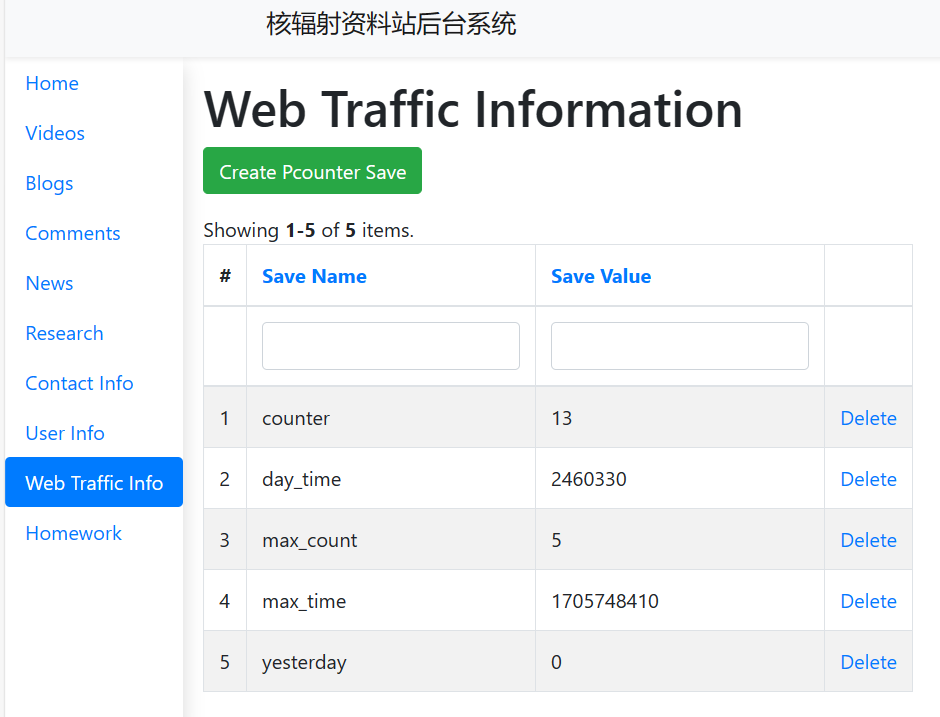 核辐射资料站后台系统
Home
Videos
Blogs
Comments
News
Research
Contact Info
User Info
Web Traffic Info
Homework
Web Traffic Information
Create Pcounter Save
Showing 1-5 of 5 items.
# Save Name Save Value
1 counter 13 Delete
2 day_time 2460330 Delete
3 max_count 5 Delete
4 max_time 1705748410 Delete
5 yesterday 0 Delete